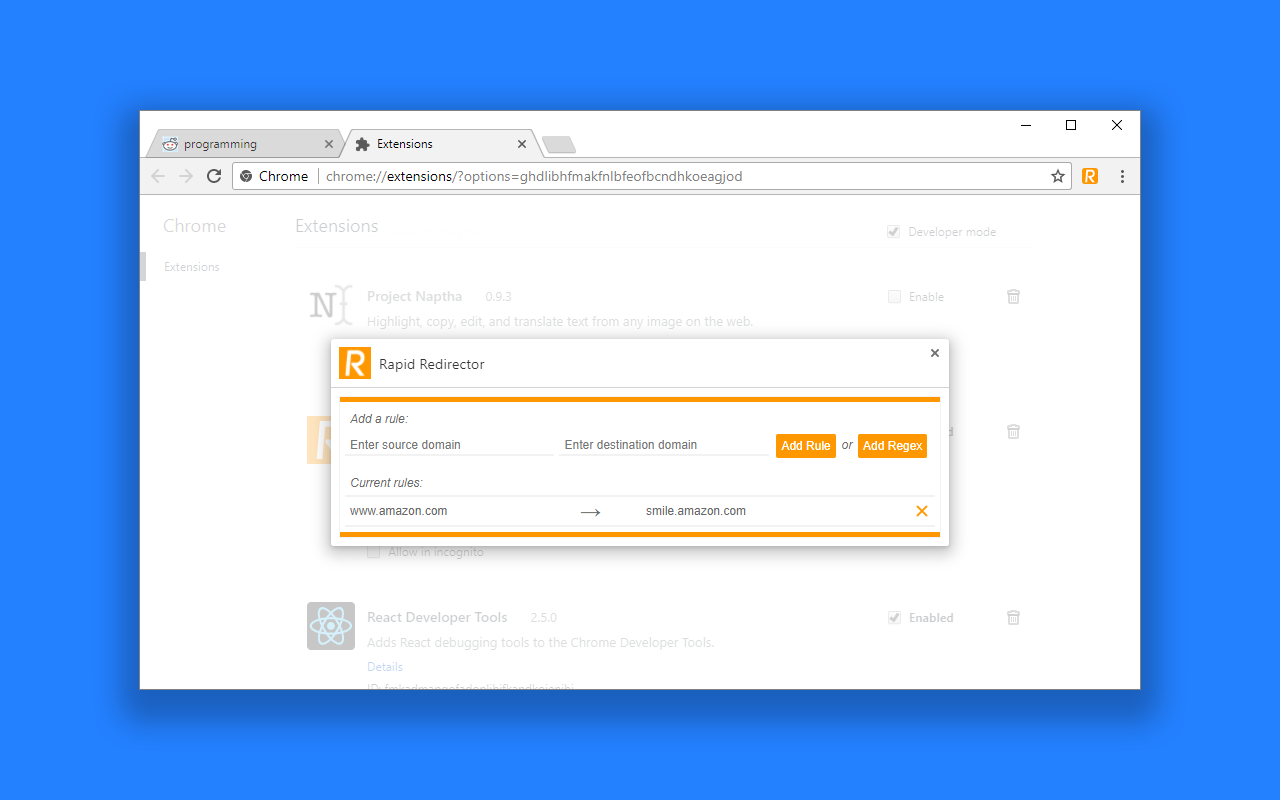 programming
Extensions
Chrome chrome://extensions/?options=ghdlibhfmakfnlbfeofbcndhkoeagjod
Chrome
Extensions
Developer mode
Extensions
Project Naptha 0.9.3
Enable
Highlight, copy, edit, and translate text from any image on the web.
Rapid Redirector
Add a rule:
Enter source domain
Enter destination domain
Add Rule or Add Regex
Current rules:
www.amazon.com → smile.amazon.com
Allow in incognito
React Developer Tools 2.5.0
Enabled
Adds React debugging tools to the Chrome Developer Tools.
Details